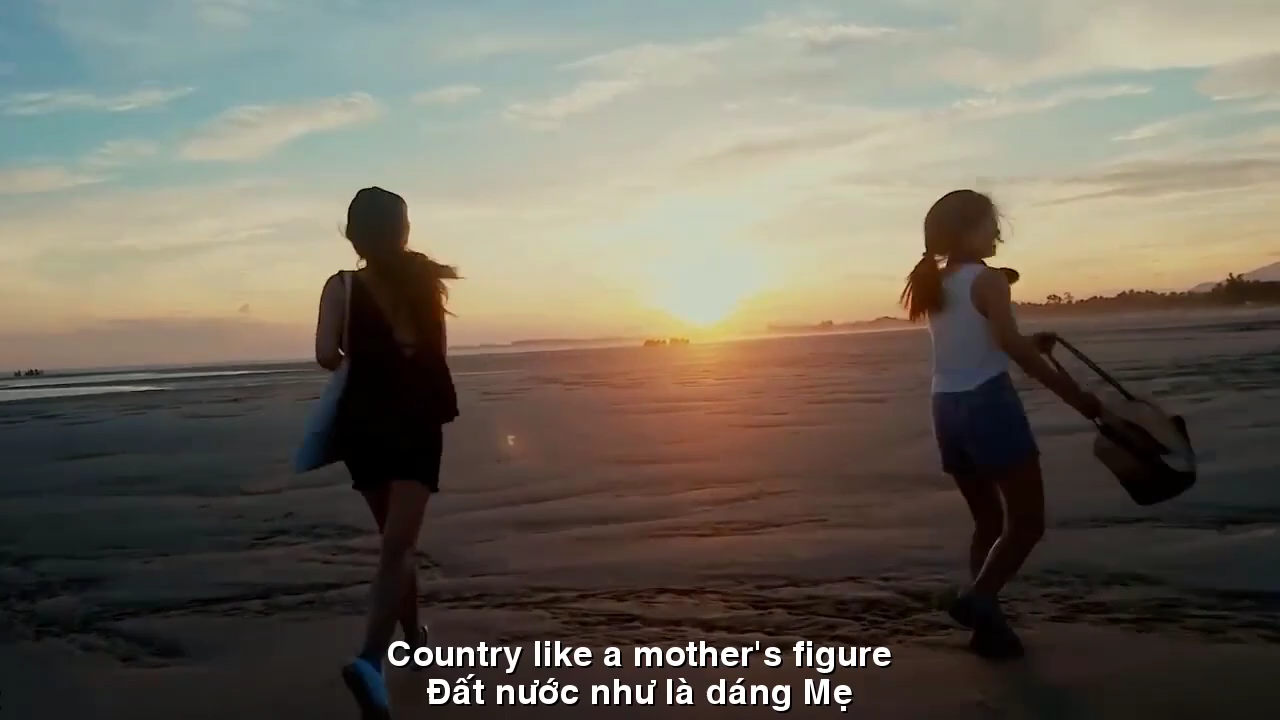 Country like a mother's figure
Đất nước như là dáng Mẹ